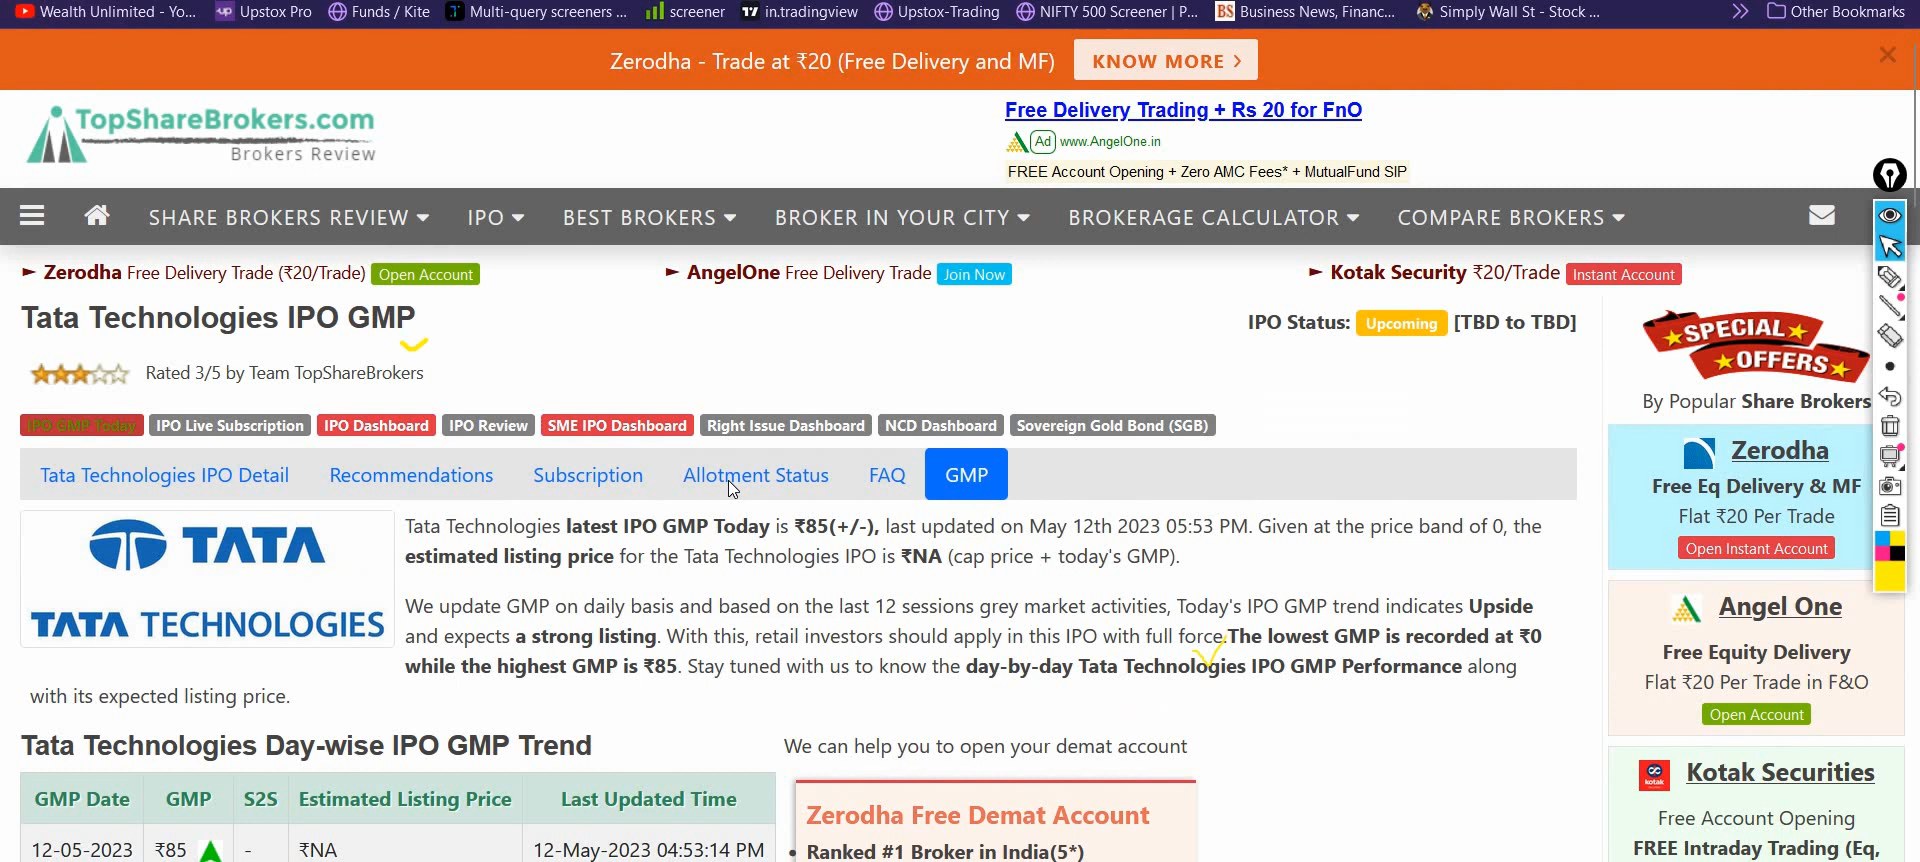 Wealth Unlimited - Yo... Upstox Pro Funds / Kite Multi-query screeners ... screener in.tradingview Upstox-Trading NIFTY 500 Screener | P... Business News, Financ... Simply Wall St - Stock ... Other Bookmarks
Zerodha - Trade at ₹20 (Free Delivery and MF) KNOW MORE
TopShareBrokers.com
Brokers Review
Free Delivery Trading + Rs 20 for FnO
Ad www.AngelOne.in
FREE Account Opening + Zero AMC Fees* + MutualFund SIP
SHARE BROKERS REVIEW IPO BEST BROKERS BROKER IN YOUR CITY BROKERAGE CALCULATOR COMPARE BROKERS
► Zerodha Free Delivery Trade (₹20/Trade) Open Account ► AngelOne Free Delivery Trade Join Now ► Kotak Security ₹20/Trade Instant Account
Tata Technologies IPO GMP
IPO Status: Upcoming [TBD to TBD]
Rated 3/5 by Team TopShareBrokers
IPO GMP Today IPO Live Subscription IPO Dashboard IPO Review SME IPO Dashboard Right Issue Dashboard NCD Dashboard Sovereign Gold Bond (SGB)
Tata Technologies IPO Detail Recommendations Subscription Allotment Status FAQ GMP
TATA
TATA TECHNOLOGIES
Tata Technologies latest IPO GMP Today is ₹85(+/-), last updated on May 12th 2023 05:53 PM. Given at the price band of 0, the
estimated listing price for the Tata Technologies IPO is ₹NA (cap price + today's GMP).
We update GMP on daily basis and based on the last 12 sessions grey market activities, Today's IPO GMP trend indicates Upside
and expects a strong listing. With this, retail investors should apply in this IPO with full force. The lowest GMP is recorded at ₹0
while the highest GMP is ₹85. Stay tuned with us to know the day-by-day Tata Technologies IPO GMP Performance along
with its expected listing price.
Tata Technologies Day-wise IPO GMP Trend
GMP Date GMP S2S Estimated Listing Price Last Updated Time
12-05-2023 ₹85 - ₹NA 12-May-2023 04:53:14 PM
We can help you to open your demat account
Zerodha Free Demat Account
• Ranked #1 Broker in India(5*)
SPECIAL
OFFERS
By Popular Share Brokers
Zerodha
Free Eq Delivery & MF
Flat ₹20 Per Trade
Open Instant Account
Angel One
Free Equity Delivery
Flat ₹20 Per Trade in F&O
Open Account
kotak
Kotak Securities
Free Account Opening
FREE Intraday Trading (Eq,